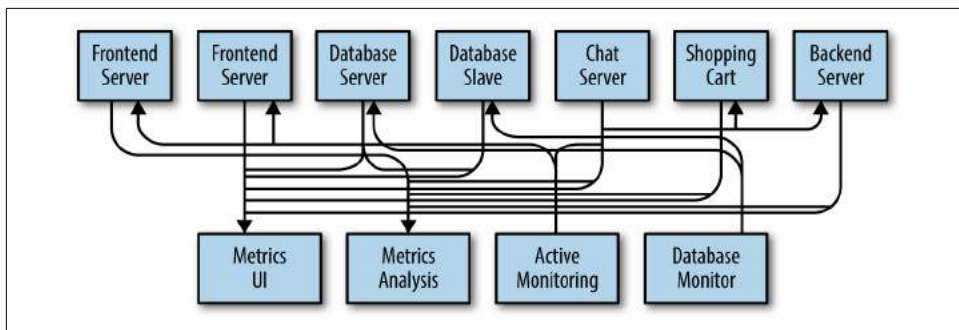 Frontend
Server
Frontend
Server
Database
Server
Database
Slave
Chat
Server
Shopping
Cart
Backend
Server
Metrics
UI
Metrics
Analysis
Active
Monitoring
Database
Monitor